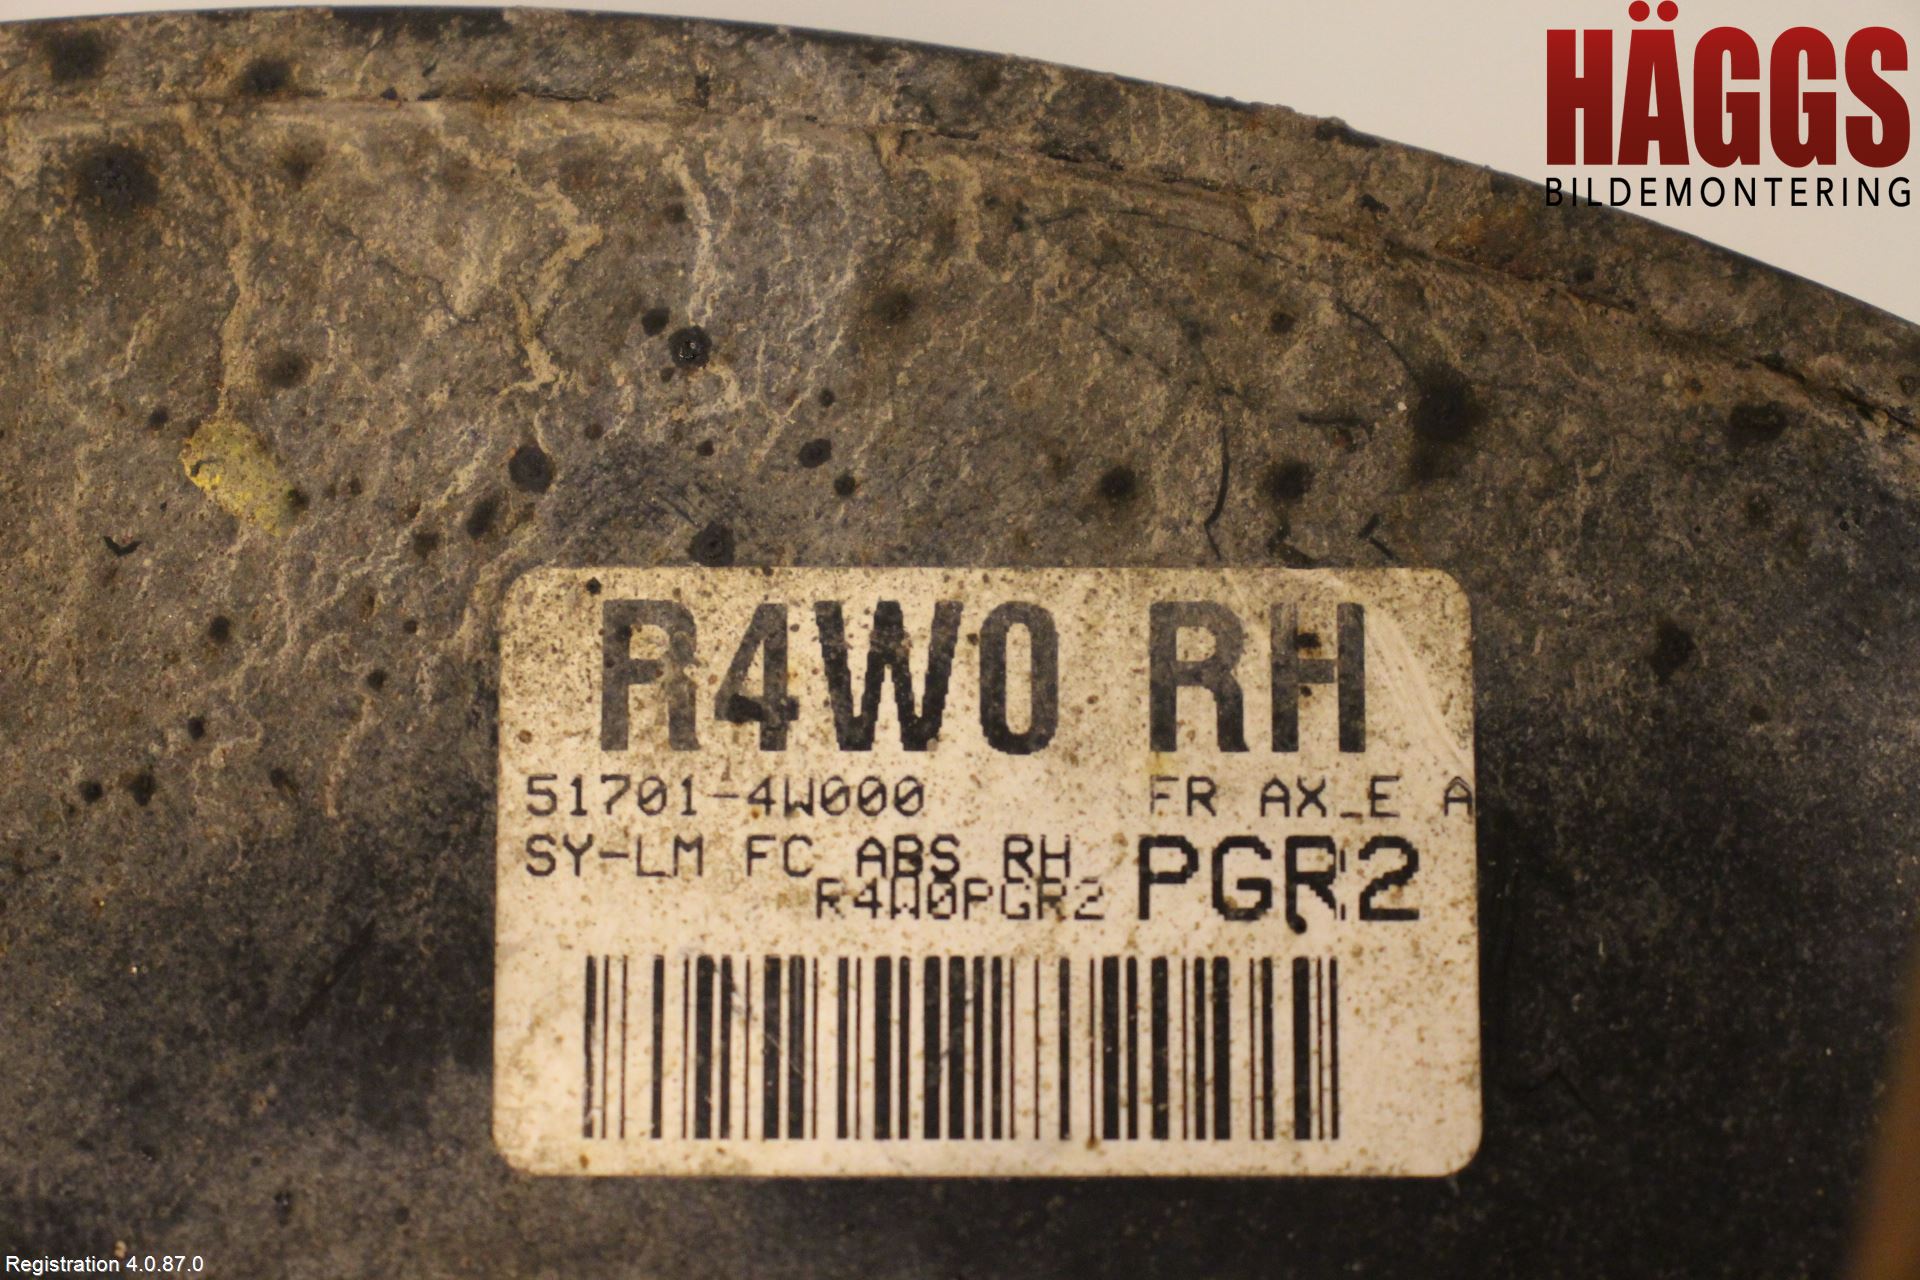 HÄGGS
BILDEMONTERING
R4W0 RH
51701-4W000 FR AX_E A
SY-LM FC ABS RH PGR2
R4W0PGR2
Registration 4.0.87.0